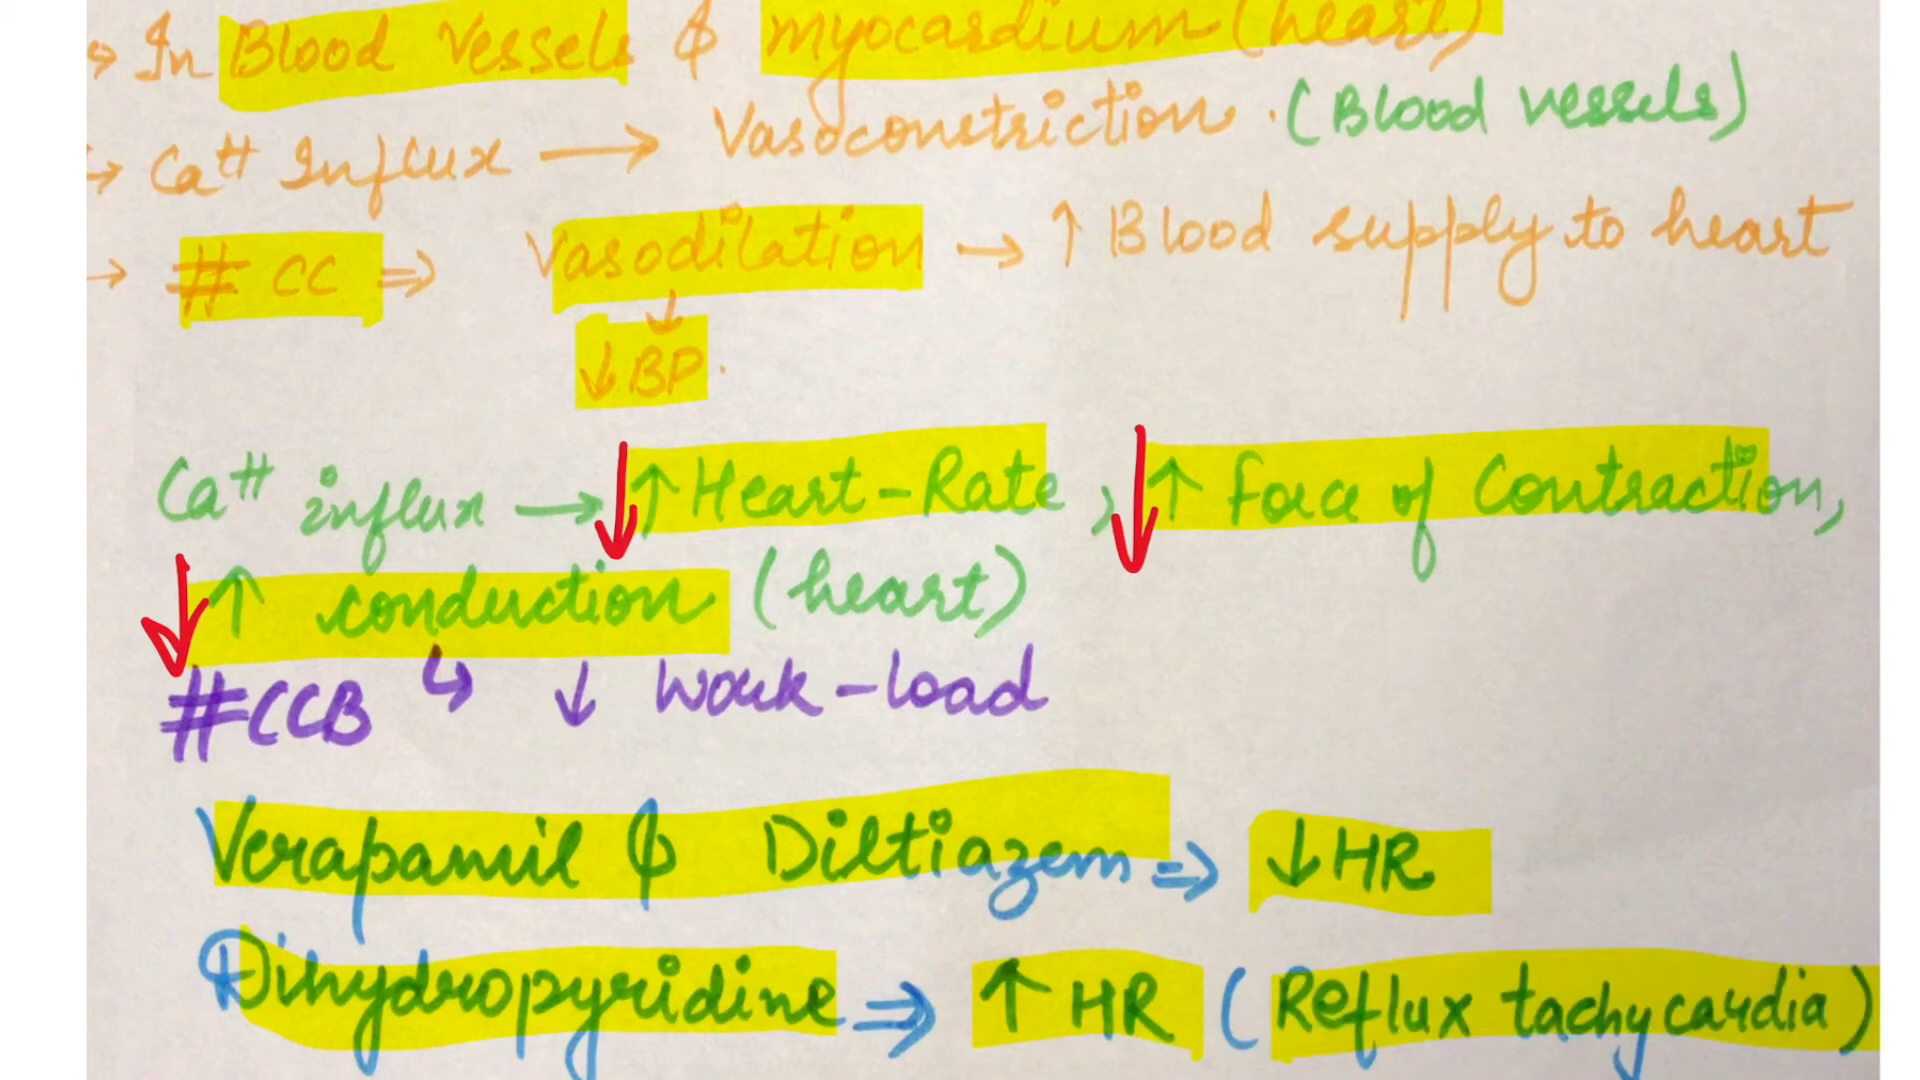 → In Blood Vessels & myocardium (heart)
→ Ca++ Influx → Vasoconstriction. (Blood vessels)
→ # CC ⇒ Vasodilation → ↑ Blood supply to heart
↓
↓ BP.
Ca++ influx → ↓ ↑ Heart-Rate, ↓ ↑ Force of Contraction,
↓ ↑ conduction (heart)
#CCB ↳ ↓ Work-load
Verapamil & Diltiazem ⇒ ↓ HR
Dihydropyridine ⇒ ↑ HR (Reflux tachycardia)